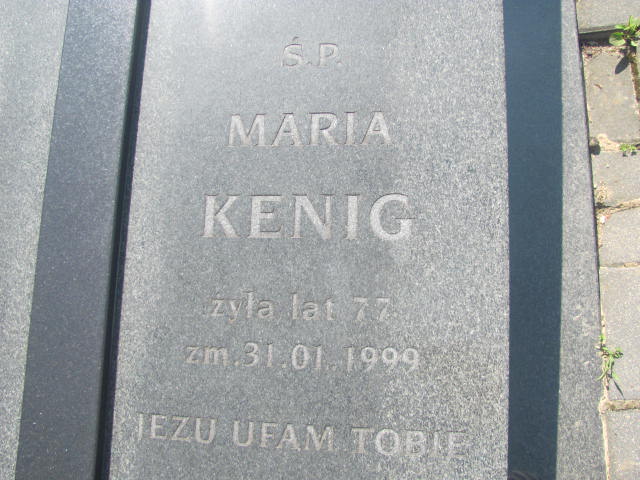 Ś.P.
MARIA
KENIG
żyła lat 77
zm.31.01.1999
JEZU UFAM TOBIE